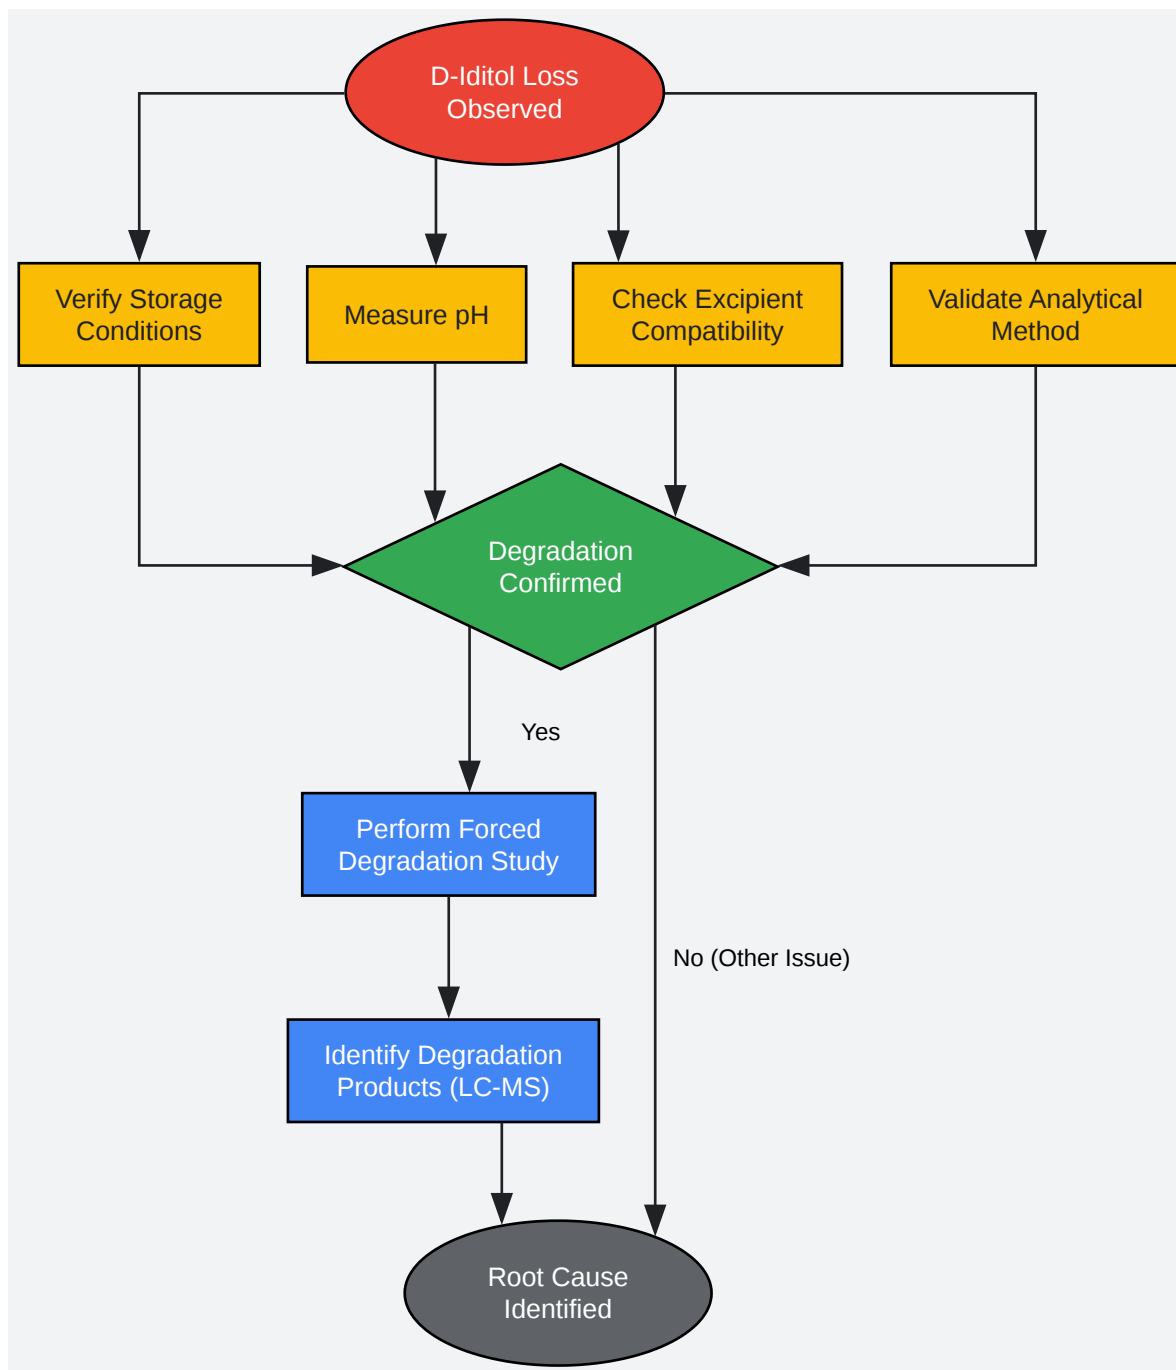 D-Iditol Loss
Observed
Verify Storage
Conditions
Measure pH
Check Excipient
Compatibility
Validate Analytical
Method
Degradation
Confirmed
Yes
Perform Forced
Degradation Study
No (Other Issue)
Identify Degradation
Products (LC-MS)
Root Cause
Identified